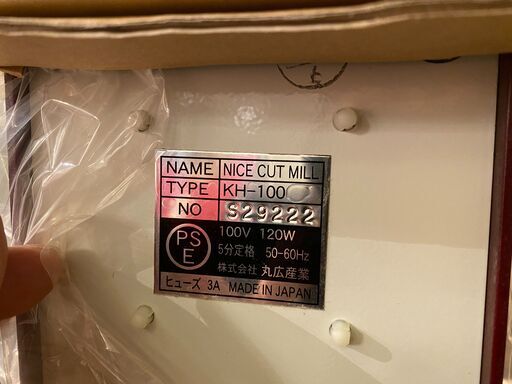 NAME NICE CUT MILL
TYPE KH-100
NO S29222
PS
E
100V 120W
5分定格 50-60Hz
株式会社 丸広産業
ヒューズ 3A MADE IN JAPAN